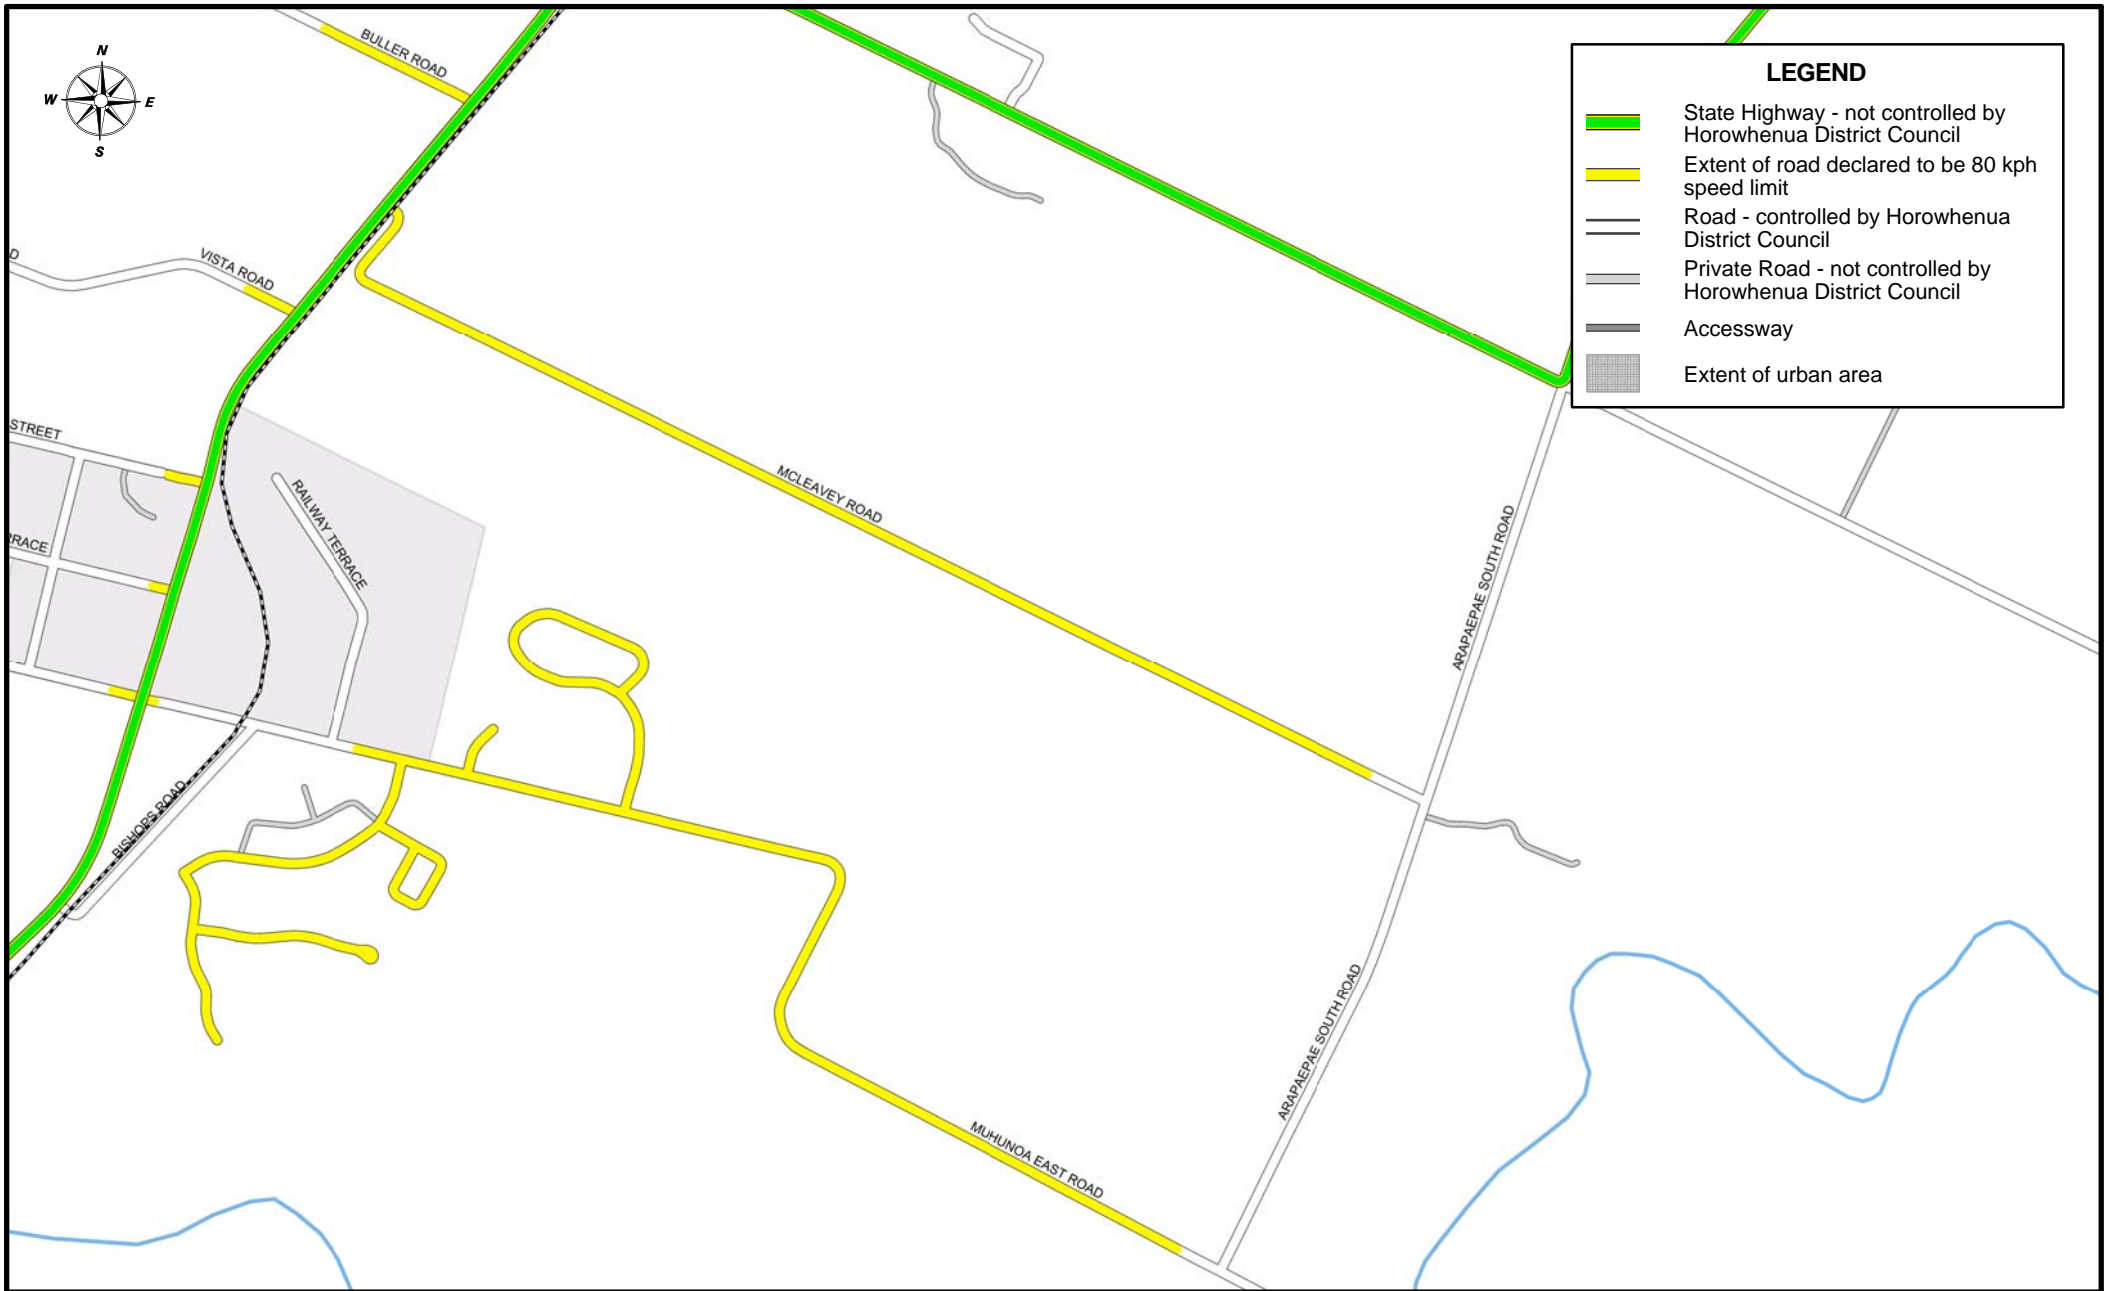 N
W
E
S
BULLER ROAD
LEGEND
State Highway - not controlled by
Horowhenua District Council
Extent of road declared to be 80 kph
speed limit
Road - controlled by Horowhenua
District Council
Private Road - not controlled by
Horowhenua District Council
Accessway
Extent of urban area
D
VISTA ROAD
STREET
RAILWAY TERRACE
RRACE
MCLEAVEY ROAD
ARAPAEPAE SOUTH ROAD
BISHOPS ROAD
ARAPAEPAE SOUTH ROAD
MUHUNOA EAST ROAD